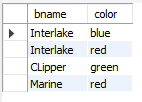 bname color
Interlake blue
Interlake red
CLipper green
Marine red